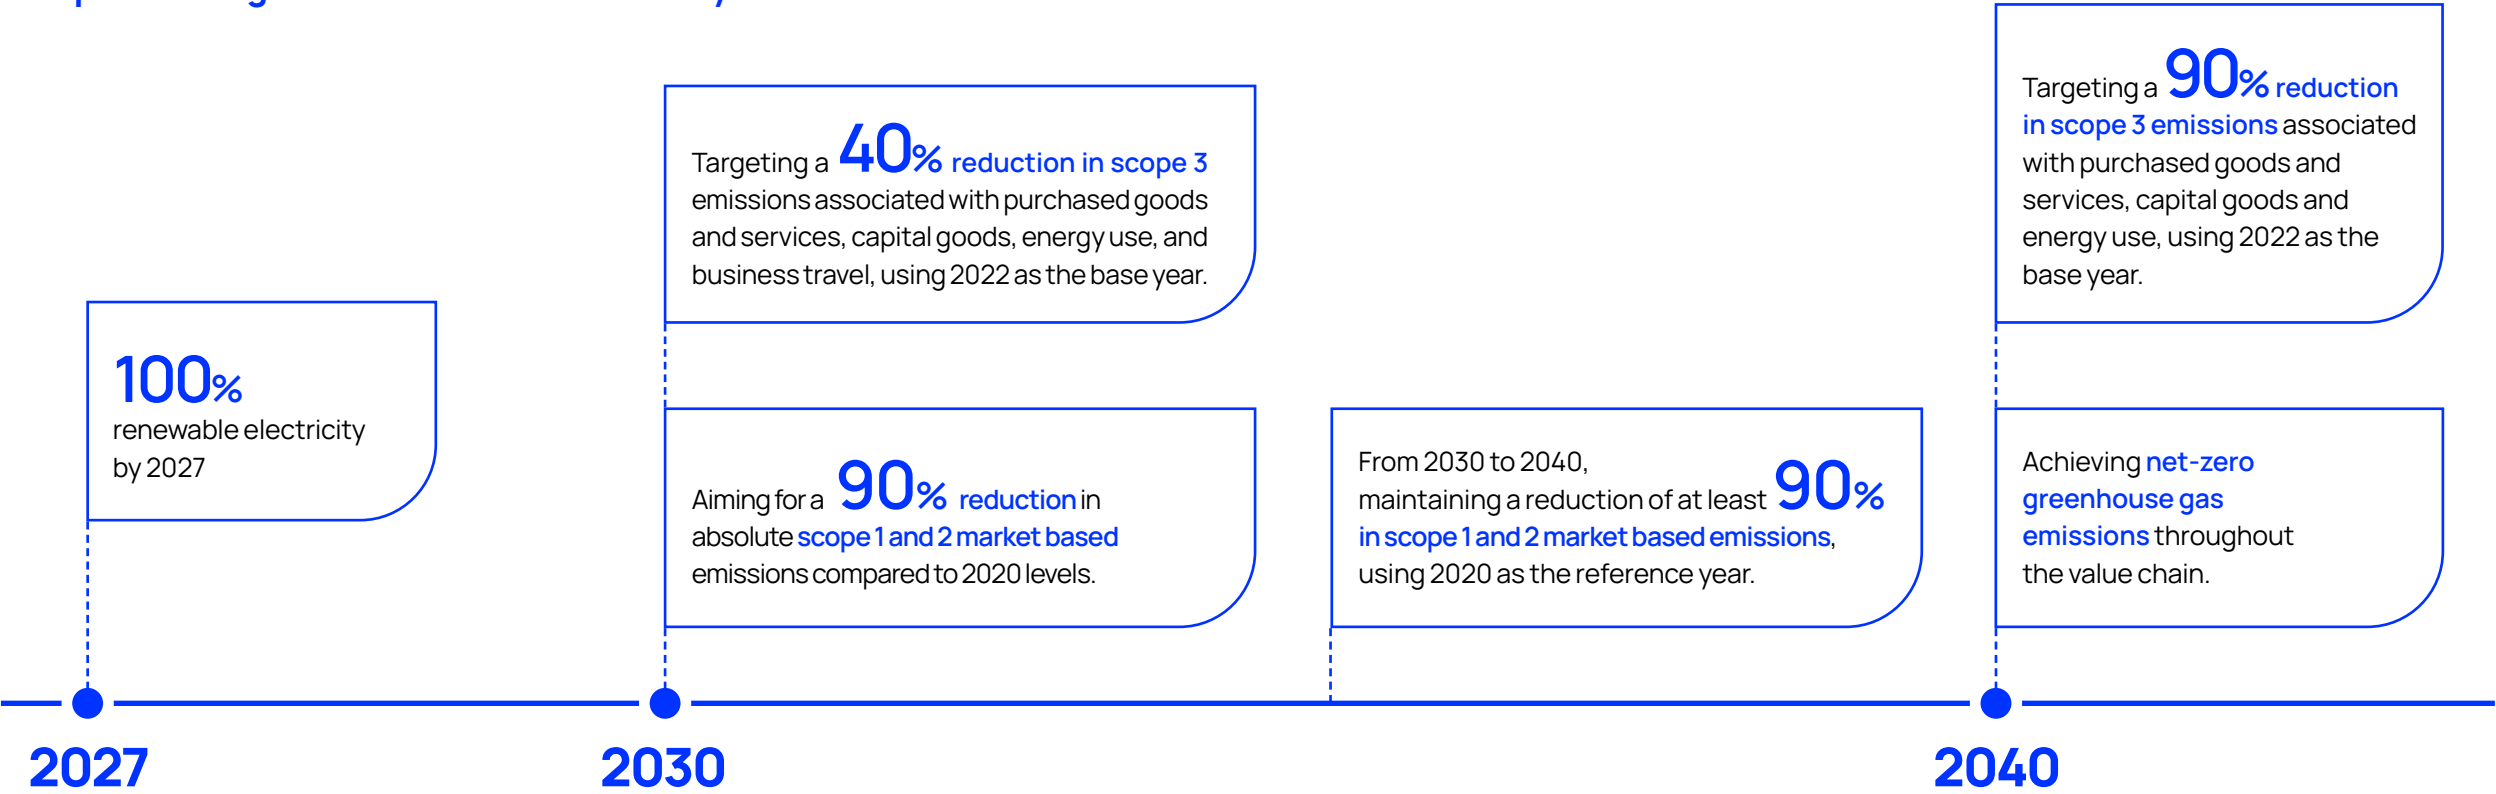 100%
renewable electricity
by 2027
Targeting a 40% reduction in scope 3
emissions associated with purchased goods
and services, capital goods, energy use, and
business travel, using 2022 as the base year.
Aiming for a 90% reduction in
absolute scope 1 and 2 market based
emissions compared to 2020 levels.
From 2030 to 2040,
maintaining a reduction of at least 90%
in scope 1 and 2 market based emissions,
using 2020 as the reference year.
Targeting a 90% reduction
in scope 3 emissions associated
with purchased goods and
services, capital goods and
energy use, using 2022 as the
base year.
Achieving net-zero
greenhouse gas
emissions throughout
the value chain.
2027
2030
2040